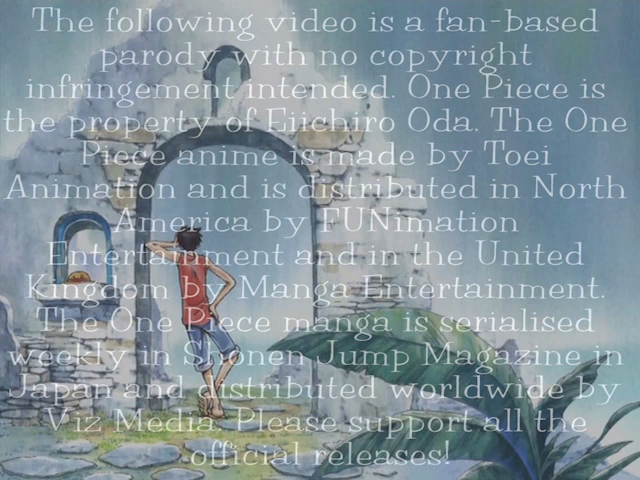 The following video is a fan-based
parody with no copyright
infringement intended. One Piece is
the property of Eiichiro Oda. The One
Piece anime is made by Toei
Animation and is distributed in North
America by FUNimation
Entertainment and in the United
Kingdom by Manga Entertainment.
The One Piece manga is serialised
weekly in Shonen Jump Magazine in
Japan and distributed worldwide by
Viz Media. Please support all the
official releases!